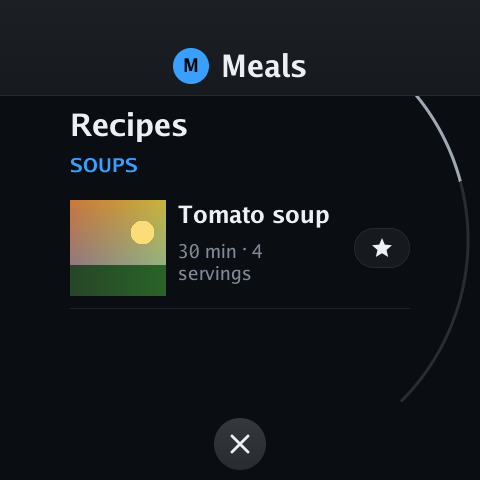 M Meals
Recipes
SOUPS
Tomato soup
30 min · 4
servings